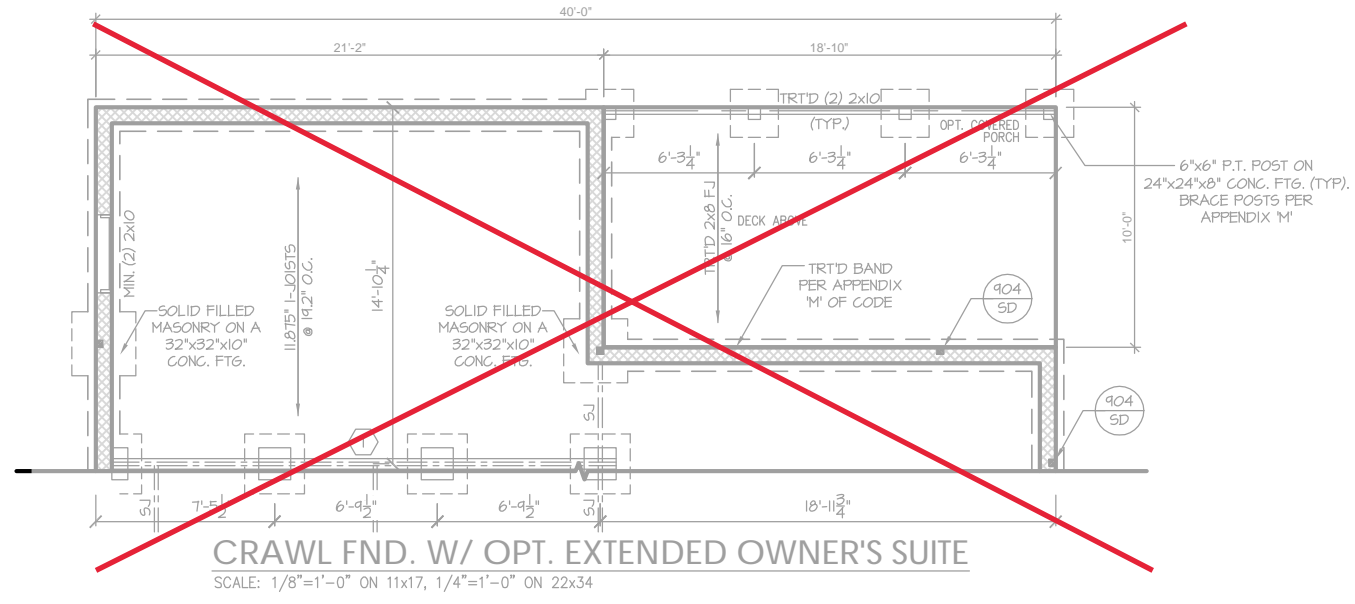 40'-0"
21'-2"
18'-10"
TRT'D (2) 2x10
(TYP.)
OPT. COVERED
PORCH
6'-3 1/4"
6'-3 1/4"
6'-3 1/4"
6"x6" P.T. POST ON
24"x24"x8" CONC. FTG. (TYP).
BRACE POSTS PER
APPENDIX 'M'
MIN. (2) 2x10
11.875" I-JOISTS
@ 19.2" O.C.
14'-10 1/4"
TRT'D 2x8 FJ
@ 16" O.C.
DECK ABOVE
10'-0"
TRT'D BAND
PER APPENDIX
'M' OF CODE
904
SD
SOLID FILLED
MASONRY ON A
32"x32"x10"
CONC. FTG.
SOLID FILLED
MASONRY ON A
32"x32"x10"
CONC. FTG.
SJ
904
SD
SJ
7'-5 1/2"
6'-9 1/2"
6'-9 1/2"
SJ
18'-11 3/4"
CRAWL FND. W/ OPT. EXTENDED OWNER'S SUITE
SCALE: 1/8"=1'-0" ON 11x17, 1/4"=1'-0" ON 22x34